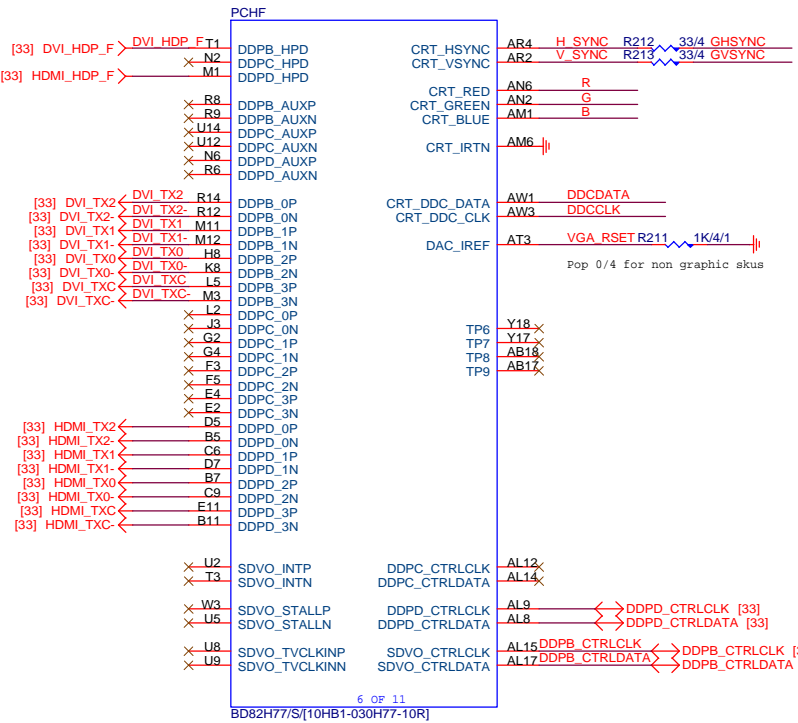 PCHF
[33] DVI_HDP_F DVI_HDP_F T1 DDPB_HPD
N2 DDPC_HPD
[33] HDMI_HDP_F M1 DDPD_HPD
R8 DDPB_AUXP
R9 DDPB_AUXN
U14 DDPC_AUXP
U12 DDPC_AUXN
N6 DDPD_AUXP
R6 DDPD_AUXN
[33] DVI_TX2 DVI_TX2 R14 DDPB_0P
[33] DVI_TX2- DVI_TX2- R12 DDPB_0N
[33] DVI_TX1 DVI_TX1 M11 DDPB_1P
[33] DVI_TX1- DVI_TX1- M12 DDPB_1N
[33] DVI_TX0 DVI_TX0 H8 DDPB_2P
[33] DVI_TX0- DVI_TX0- K8 DDPB_2N
[33] DVI_TXC DVI_TXC L5 DDPB_3P
[33] DVI_TXC- DVI_TXC- M3 DDPB_3N
L2 DDPC_0P
J3 DDPC_0N
G2 DDPC_1P
G4 DDPC_1N
F3 DDPC_2P
F5 DDPC_2N
E4 DDPC_3P
E2 DDPC_3N
[33] HDMI_TX2 D5 DDPD_0P
[33] HDMI_TX2- B5 DDPD_0N
[33] HDMI_TX1 C6 DDPD_1P
[33] HDMI_TX1- D7 DDPD_1N
[33] HDMI_TX0 B7 DDPD_2P
[33] HDMI_TX0- C9 DDPD_2N
[33] HDMI_TXC E11 DDPD_3P
[33] HDMI_TXC- B11 DDPD_3N
U2 SDVO_INTP
T3 SDVO_INTN
W3 SDVO_STALLP
U5 SDVO_STALLN
U8 SDVO_TVCLKINP
U9 SDVO_TVCLKINN
CRT_HSYNC AR4 H_SYNC R212 33/4 GHSYNC
CRT_VSYNC AR2 V_SYNC R213 33/4 GVSYNC
CRT_RED AN6 R
CRT_GREEN AN2 G
CRT_BLUE AM1 B
CRT_IRTN AM6
CRT_DDC_DATA AW1 DDCDATA
CRT_DDC_CLK AW3 DDCCLK
DAC_IREF AT3 VGA_RSET R211 1K/4/1
Pop 0/4 for non graphic skus
TP6 Y18
TP7 Y17
TP8 AB18
TP9 AB17
DDPC_CTRLCLK AL12
DDPC_CTRLDATA AL14
DDPD_CTRLCLK AL9 DDPD_CTRLCLK [33]
DDPD_CTRLDATA AL8 DDPD_CTRLDATA [33]
SDVO_CTRLCLK AL15 DDPB_CTRLCLK DDPB_CTRLCLK
SDVO_CTRLDATA AL17 DDPB_CTRLDATA DDPB_CTRLDATA
6 OF 11
BD82H77/S/[10HB1-030H77-10R]